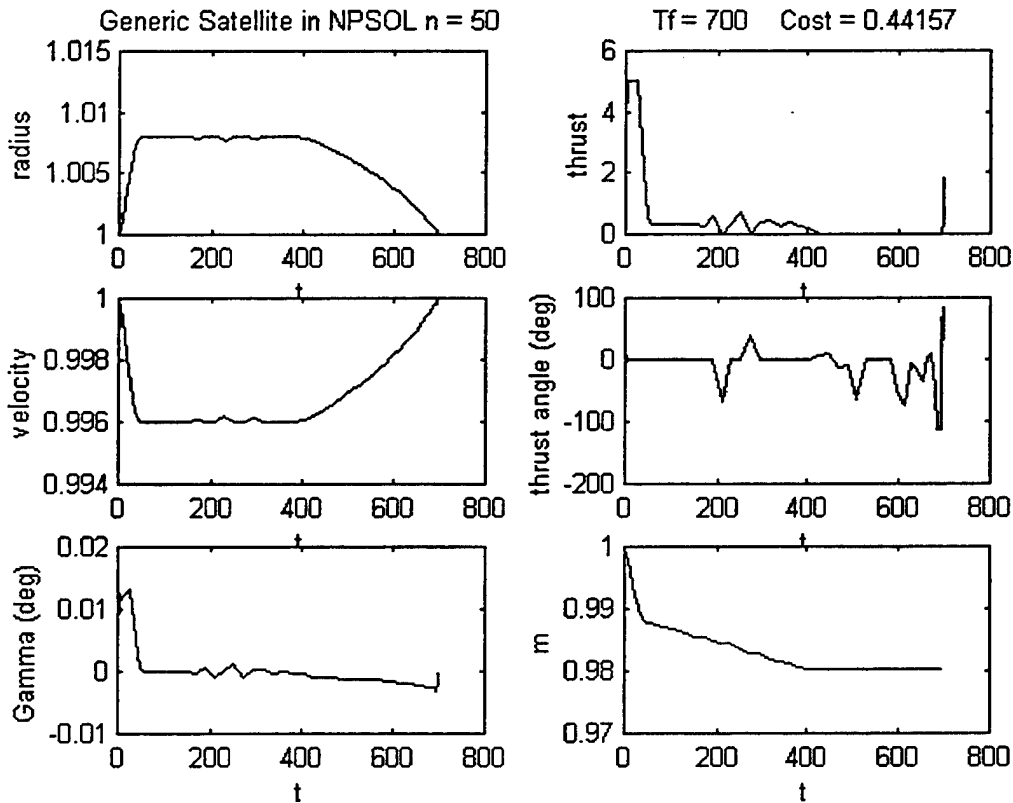 Generic Satellite in NPSOL n = 50
Tf = 700 Cost = 0.44157
1.015
1.01
1.005
1
radius
0 200 400 600 800
t
6
4
2
0
thrust
0 200 400 600 800
t
1
0.998
0.996
0.994
velocity
0 200 400 600 800
t
100
0
-100
-200
thrust angle (deg)
0 200 400 600 800
t
0.02
0.01
0
-0.01
Gamma (deg)
0 200 400 600 800
t
1
0.99
0.98
0.97
m
0 200 400 600 800
t